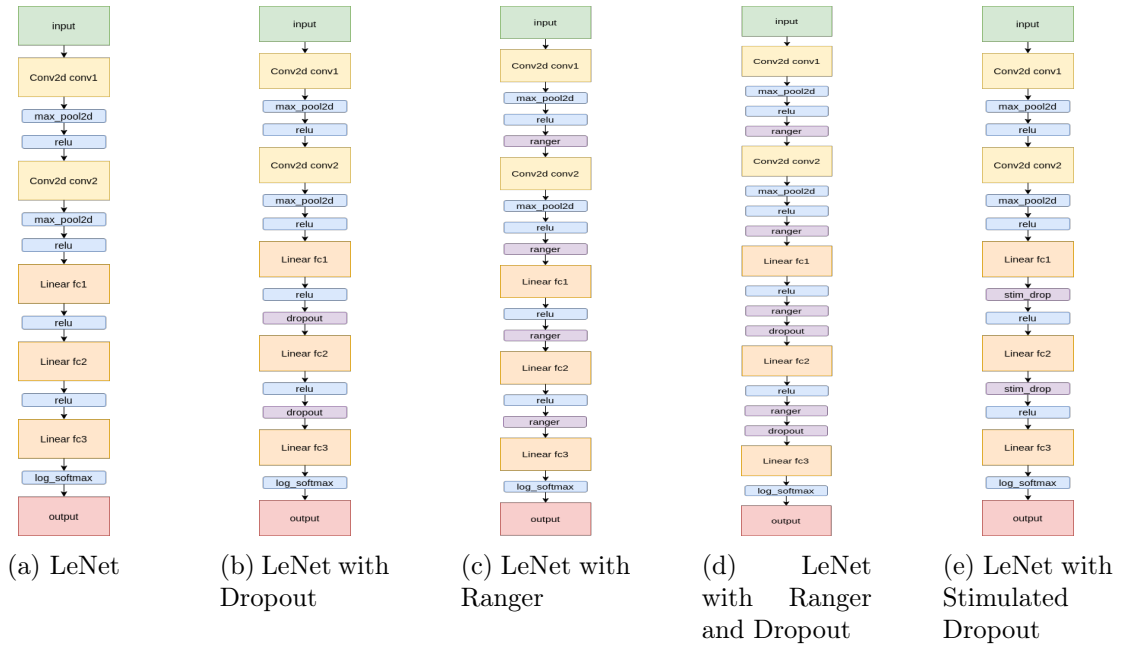 input
Conv2d conv1
max_pool2d
relu
Conv2d conv2
max_pool2d
relu
Linear fc1
relu
Linear fc2
relu
Linear fc3
log_softmax
output
(a) LeNet
input
Conv2d conv1
max_pool2d
relu
Conv2d conv2
max_pool2d
relu
Linear fc1
relu
dropout
Linear fc2
relu
dropout
Linear fc3
log_softmax
output
(b) LeNet with
Dropout
input
Conv2d conv1
max_pool2d
relu
ranger
Conv2d conv2
max_pool2d
relu
ranger
Linear fc1
relu
ranger
Linear fc2
relu
ranger
Linear fc3
log_softmax
output
(c) LeNet with
Ranger
input
Conv2d conv1
max_pool2d
relu
ranger
Conv2d conv2
max_pool2d
relu
ranger
Linear fc1
relu
ranger
dropout
Linear fc2
relu
ranger
dropout
Linear fc3
log_softmax
output
(d) LeNet
with Ranger
and Dropout
input
Conv2d conv1
max_pool2d
relu
Conv2d conv2
max_pool2d
relu
Linear fc1
stim_drop
relu
Linear fc2
stim_drop
relu
Linear fc3
log_softmax
output
(e) LeNet with
Stimulated
Dropout